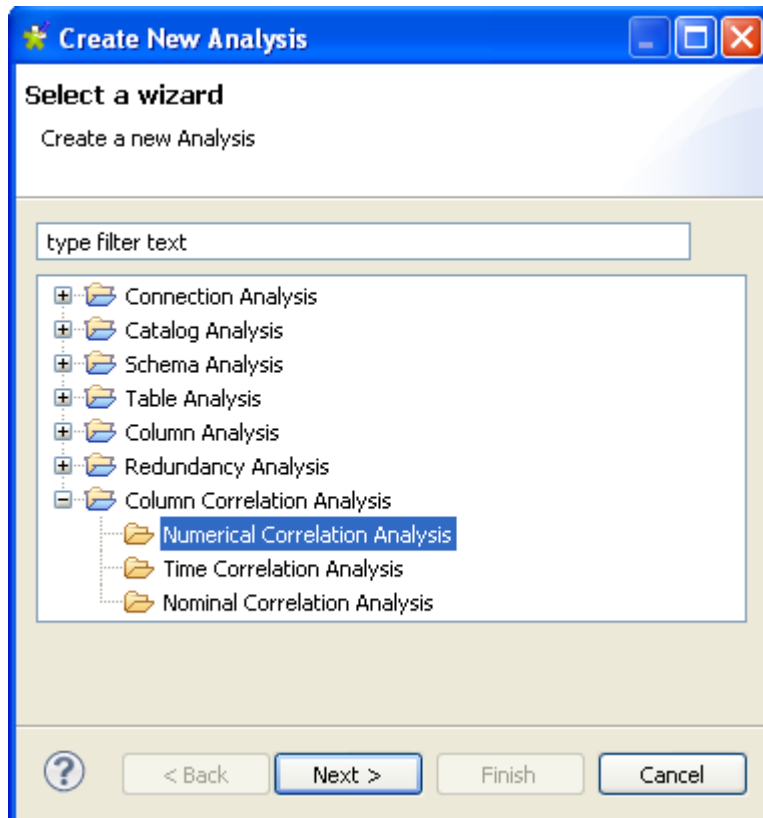 Create New Analysis
Select a wizard
Create a new Analysis
type filter text
Connection Analysis
Catalog Analysis
Schema Analysis
Table Analysis
Column Analysis
Redundancy Analysis
Column Correlation Analysis
Numerical Correlation Analysis
Time Correlation Analysis
Nominal Correlation Analysis
? < Back Next > Finish Cancel